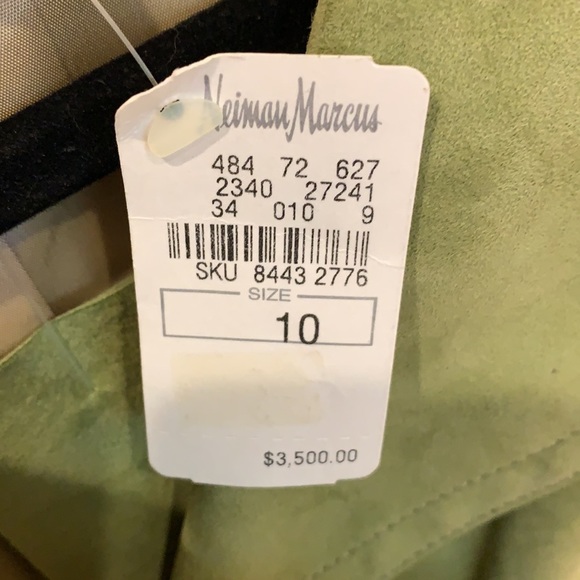 Neiman Marcus
484 72 627
2340 27241
34 010 9
SKU 8443 2776
SIZE
10
$3,500.00